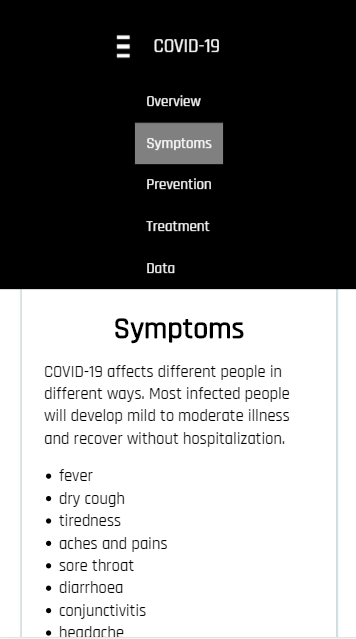 COVID-19
Overview
Symptoms
Prevention
Treatment
Data
Symptoms
COVID-19 affects different people in
different ways. Most infected people
will develop mild to moderate illness
and recover without hospitalization.
• fever
• dry cough
• tiredness
• aches and pains
• sore throat
• diarrhoea
• conjunctivitis
• headache